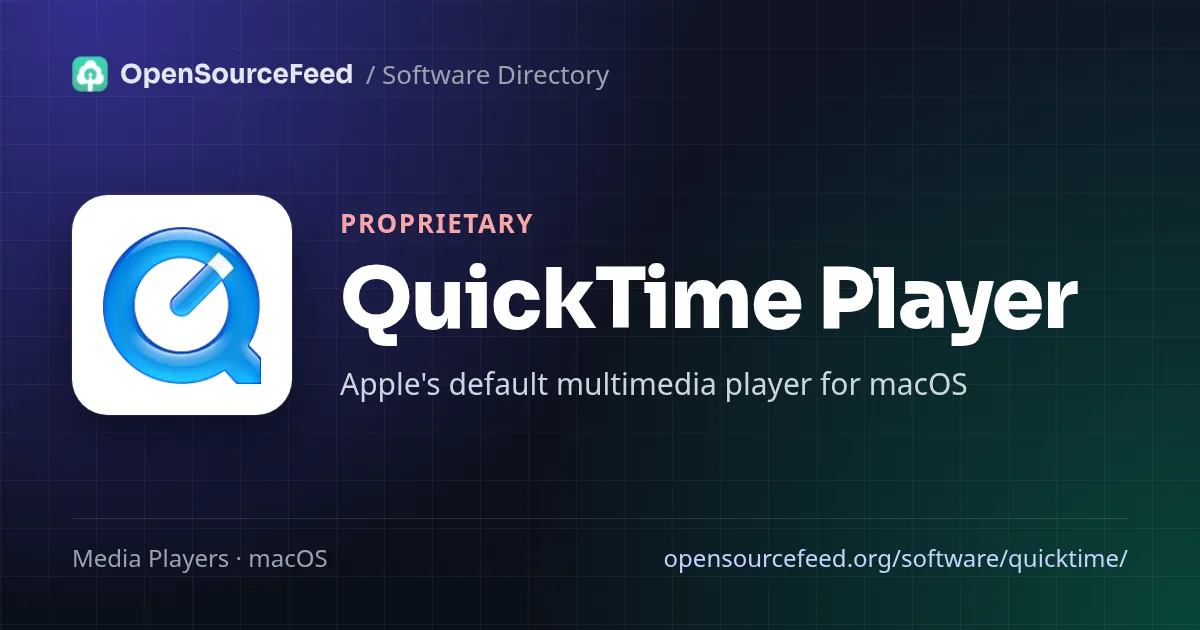 OpenSourceFeed / Software Directory
PROPRIETARY
QuickTime Player
Apple's default multimedia player for macOS
Media Players · macOS
opensourcefeed.org/software/quicktime/